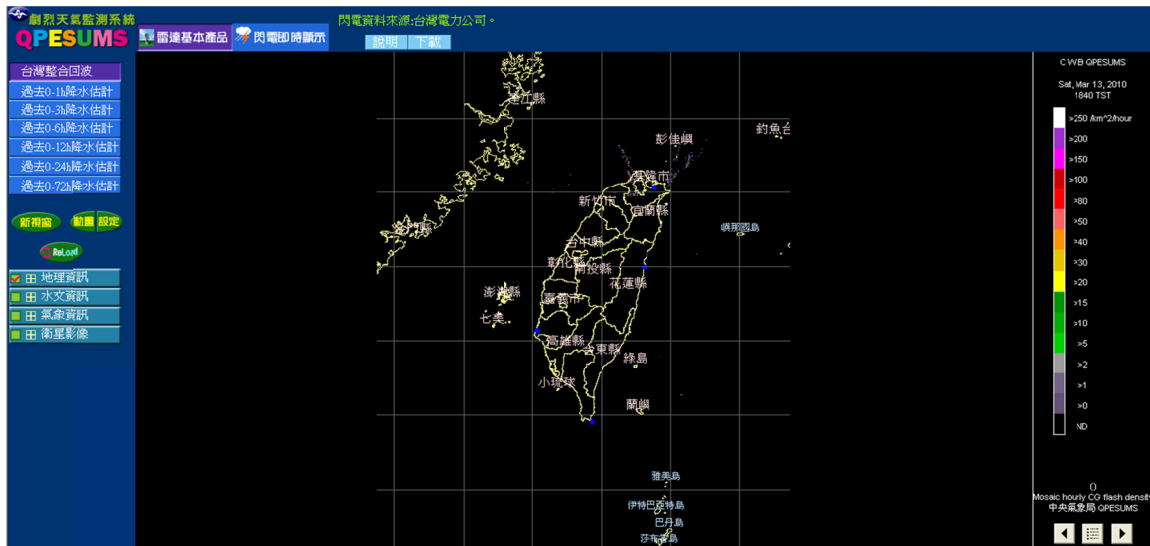 劇烈天氣監測系統
QPESUMS
雷達基本產品
閃電即時顯示
閃電資料來源:台灣電力公司。
說明
下載
台灣整合回波
過去0-1h降水估計
過去0-3h降水估計
過去0-6h降水估計
過去0-12h降水估計
過去0-24h降水估計
過去0-72h降水估計
新視窗
動畫
設定
ReLoad
地理資訊
水文資訊
氣象資訊
衛星影像
連江縣
釣魚台
彭佳嶼
基隆市
新竹市
宜蘭縣
金門縣
與那國島
台中縣
彰化縣
南投縣
花蓮縣
澎湖縣
嘉義市
七美
高雄縣
台東縣
綠島
小琉球
蘭嶼
雅美島
伊特巴亞特島
巴丹島
莎布當島
CWB QPESUMS
Sat, Mar 13, 2010
1840 TST
>250 /km^2/hour
>200
>150
>100
>80
>50
>40
>30
>20
>15
>10
>5
>2
>1
>0
ND
0
Mosaic hourly CG flash density
中央氣象局 QPESUMS